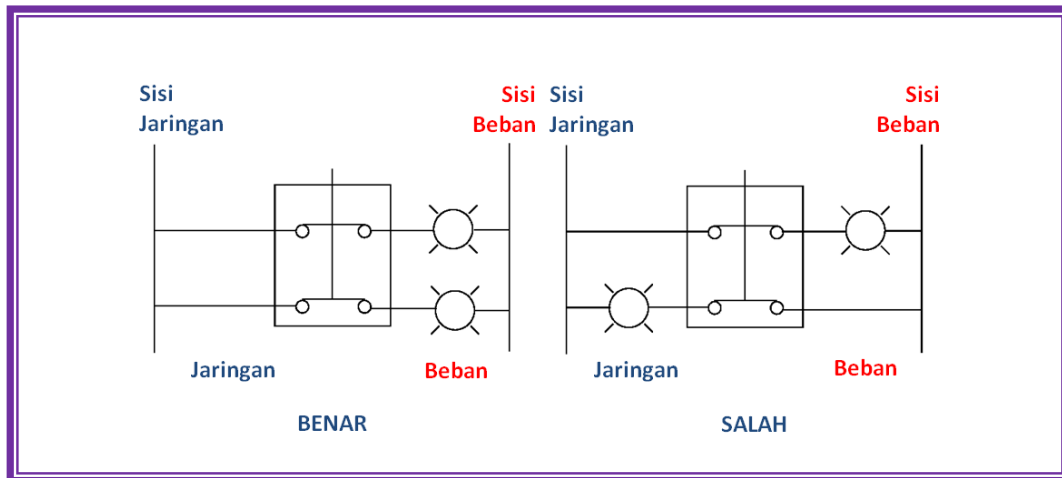 Sisi
Jaringan
Sisi
Beban
Sisi
Jaringan
Sisi
Beban
Jaringan
Beban
Jaringan
Beban
BENAR
SALAH